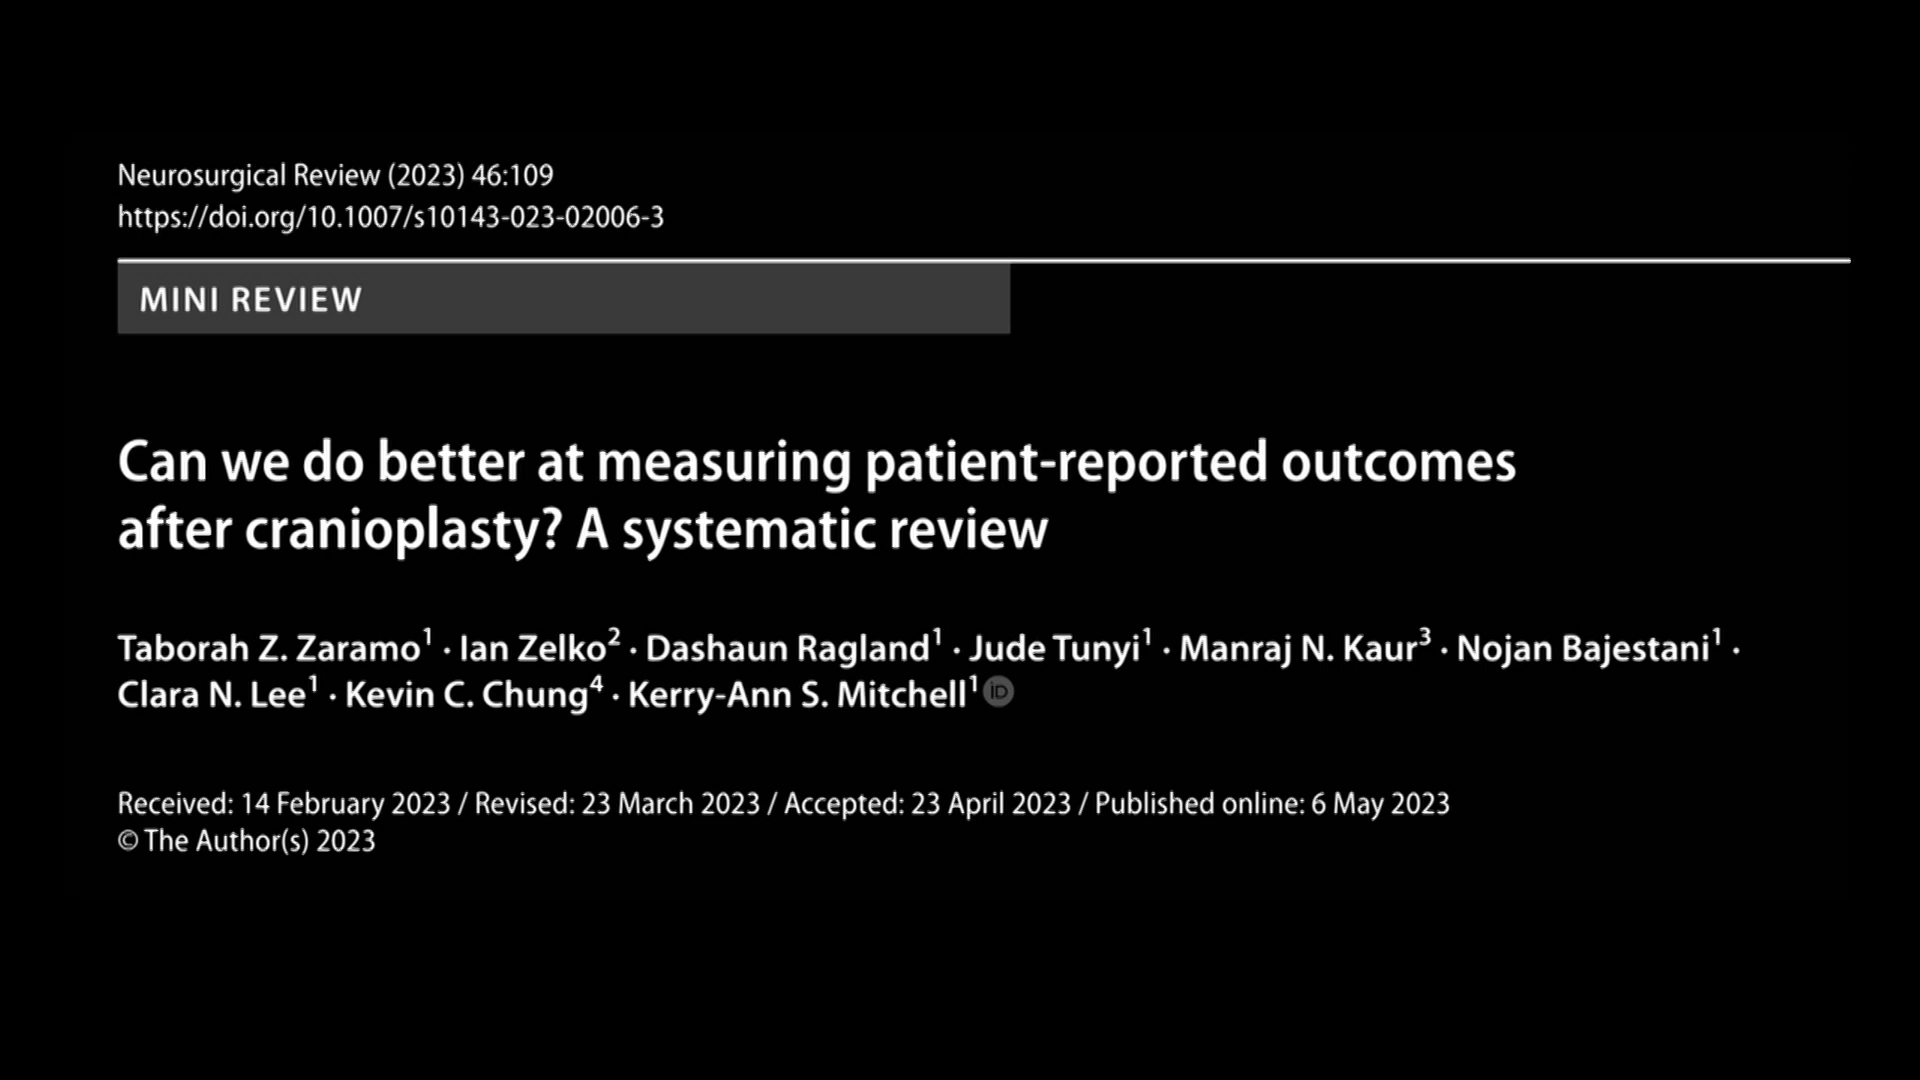 Neurosurgical Review (2023) 46:109
https://doi.org/10.1007/s10143-023-02006-3
MINI REVIEW
Can we do better at measuring patient-reported outcomes
after cranioplasty? A systematic review
Taborah Z. Zaramo¹ · Ian Zelko² · Dashaun Ragland¹ · Jude Tunyi¹ · Manraj N. Kaur³ · Nojan Bajestani¹ ·
Clara N. Lee¹ · Kevin C. Chung⁴ · Kerry-Ann S. Mitchell¹ iD
Received: 14 February 2023 / Revised: 23 March 2023 / Accepted: 23 April 2023 / Published online: 6 May 2023
© The Author(s) 2023